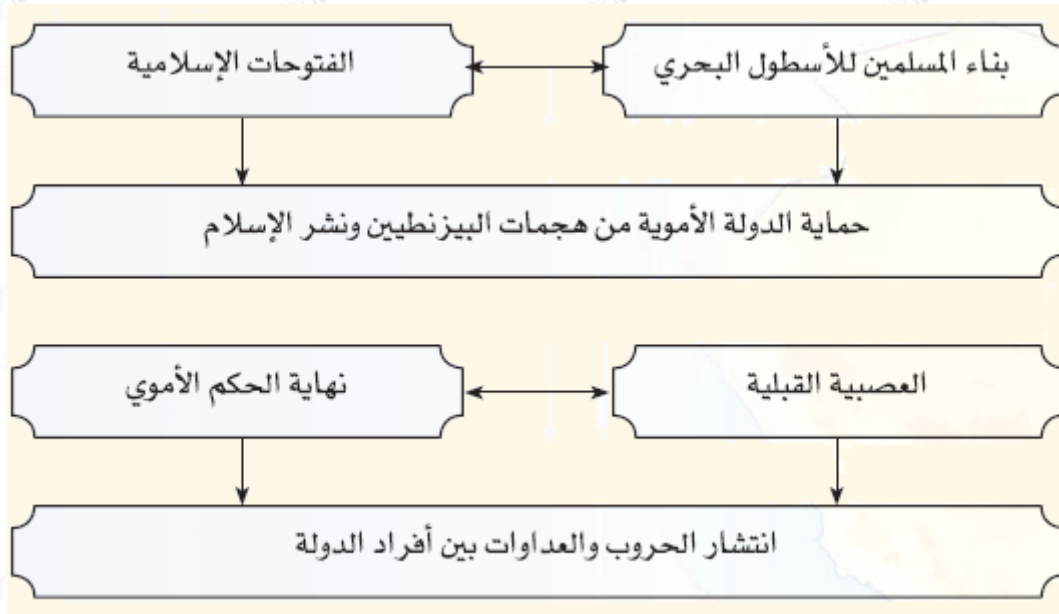 بناء المسلمين للأسطول البحري
الفتوحات الإسلامية
حماية الدولة الأموية من هجمات البيزنطيين ونشر الإسلام
العصبية القبلية
نهاية الحكم الأموي
انتشار الحروب والعداوات بين أفراد الدولة